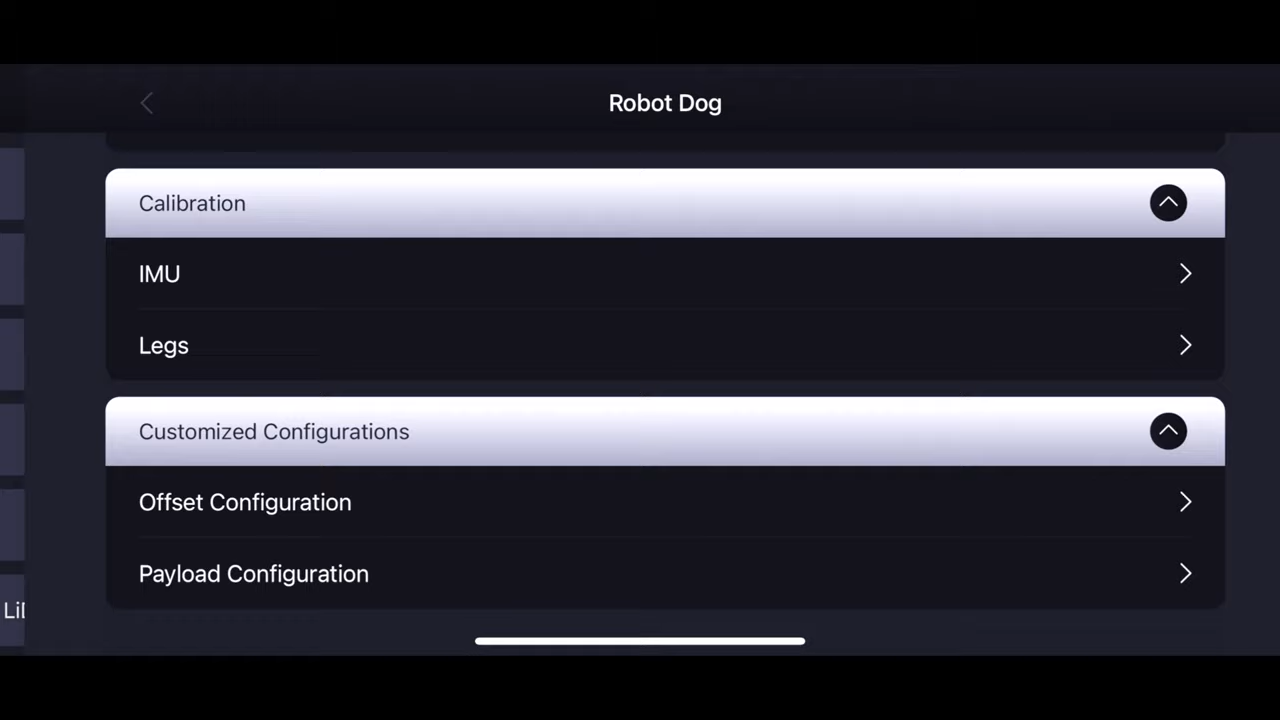 Robot Dog
Calibration
IMU
Legs
Customized Configurations
Offset Configuration
Payload Configuration